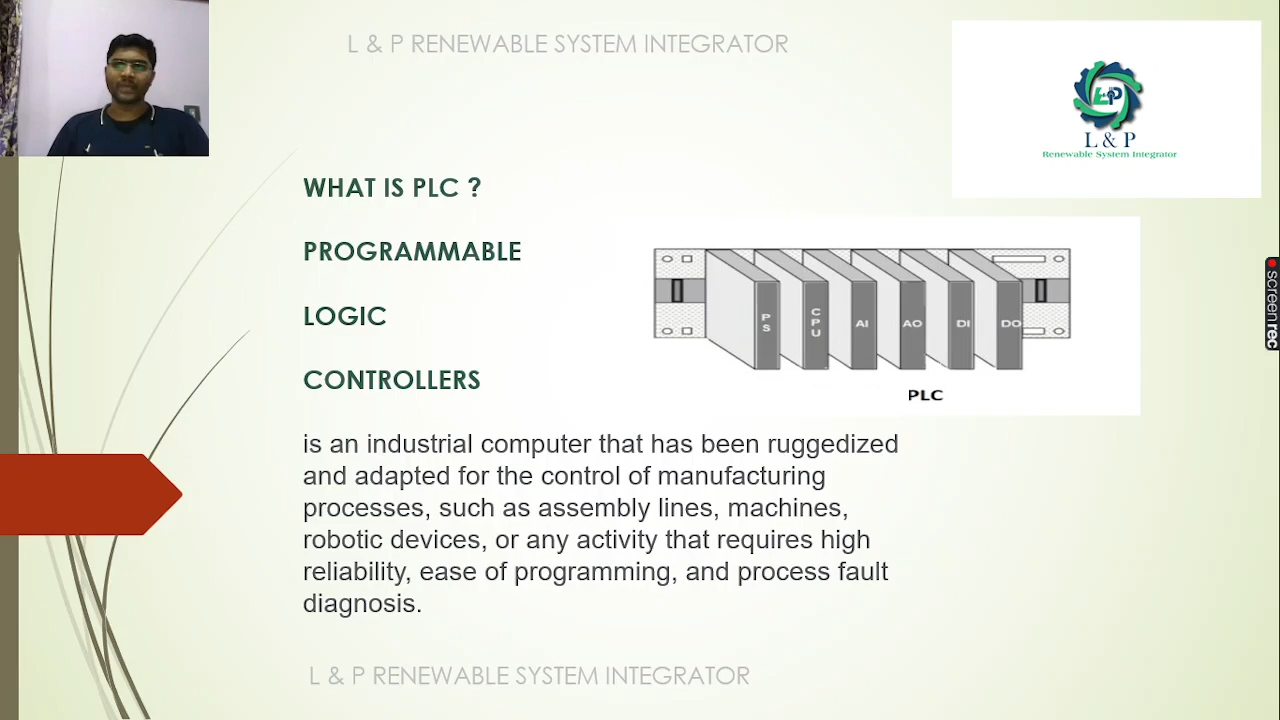 L & P RENEWABLE SYSTEM INTEGRATOR
L&P
L & P
Renewable System Integrator
WHAT IS PLC ?
PROGRAMMABLE
LOGIC
CONTROLLERS
PS
CPU
AI
AO
DI
DO
PLC
is an industrial computer that has been ruggedized
and adapted for the control of manufacturing
processes, such as assembly lines, machines,
robotic devices, or any activity that requires high
reliability, ease of programming, and process fault
diagnosis.
L & P RENEWABLE SYSTEM INTEGRATOR
screenrec